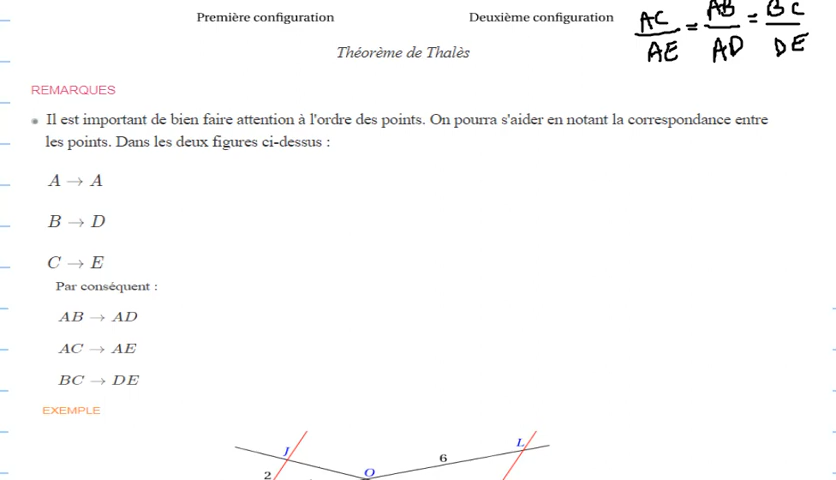 Première configuration
Deuxième configuration
AC/AE = AB/AD = BC/DE
Théorème de Thalès
REMARQUES
Il est important de bien faire attention à l'ordre des points. On pourra s'aider en notant la correspondance entre
les points. Dans les deux figures ci-dessus :
A → A
B → D
C → E
Par conséquent :
AB → AD
AC → AE
BC → DE
EXEMPLE
J
L
6
O
2